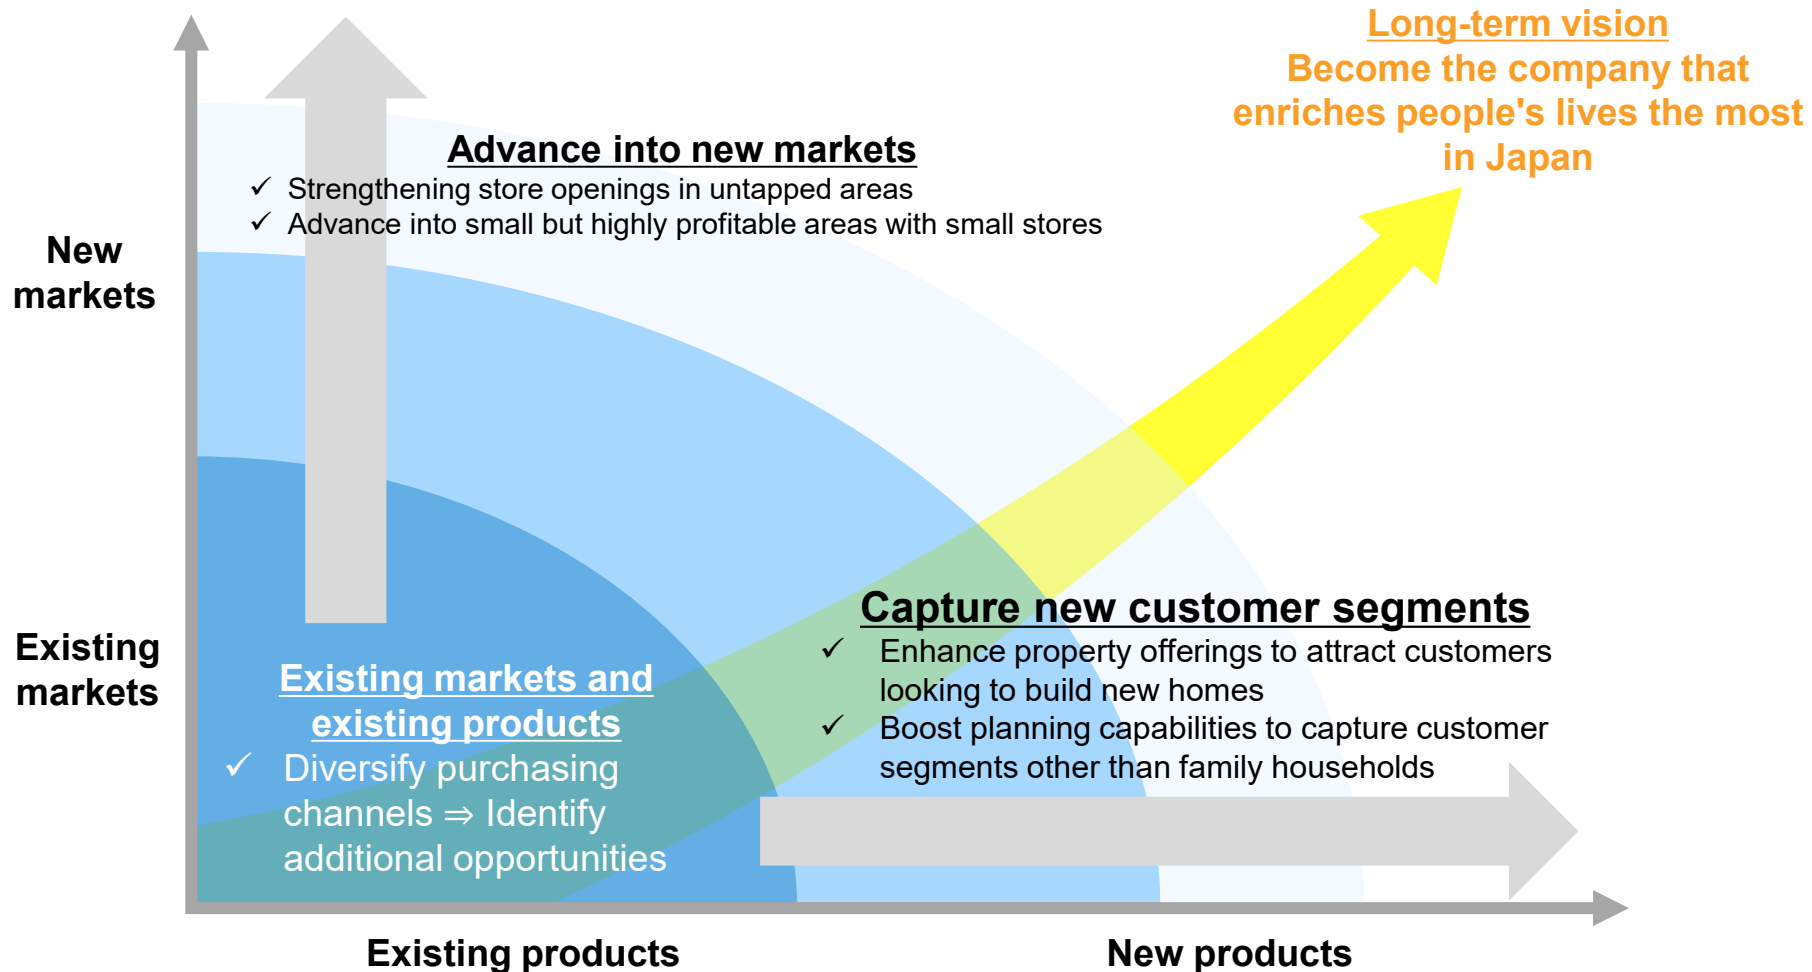 Long-term vision
Become the company that
enriches people's lives the most
in Japan
Advance into new markets
✓ Strengthening store openings in untapped areas
✓ Advance into small but highly profitable areas with small stores
New
markets
Existing
markets
Capture new customer segments
✓ Enhance property offerings to attract customers
looking to build new homes
✓ Boost planning capabilities to capture customer
segments other than family households
Existing markets and
existing products
✓ Diversify purchasing
channels ⇒ Identify
additional opportunities
Existing products
New products